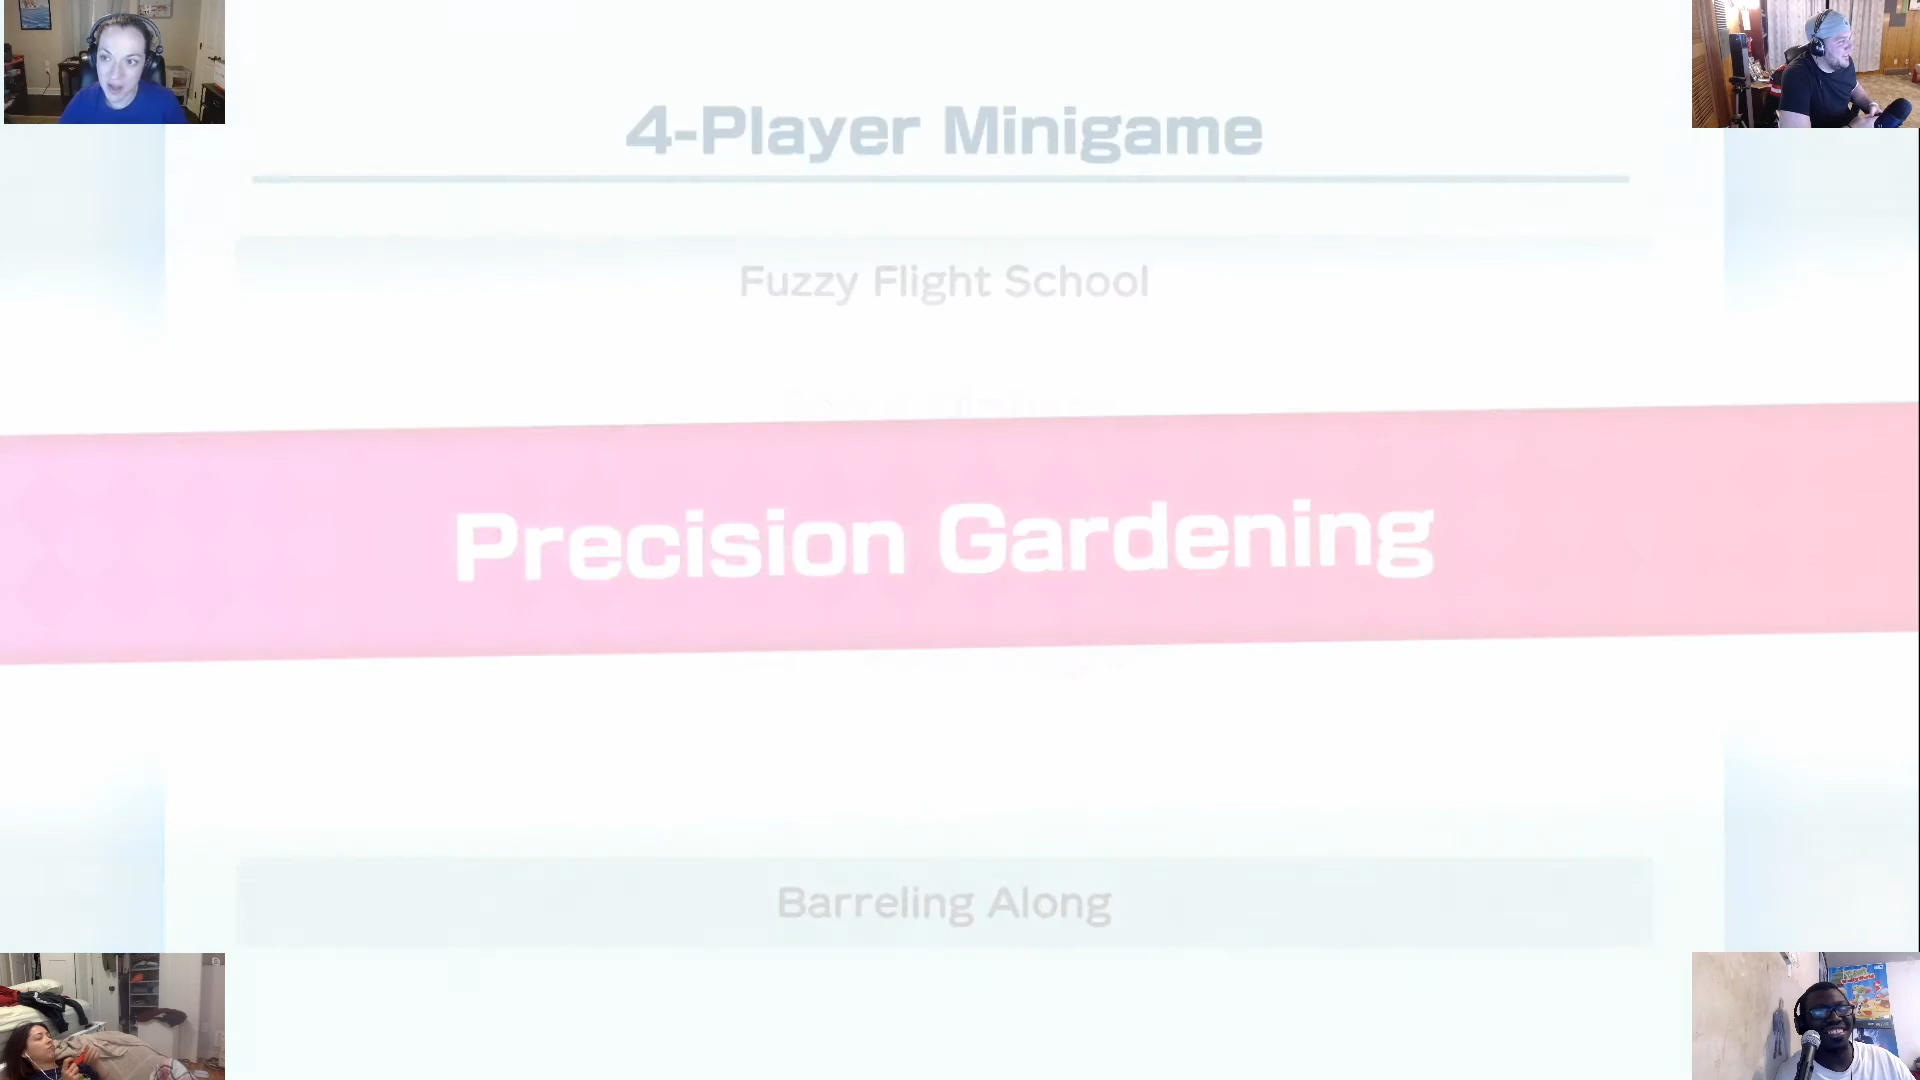 4-Player Minigame
Fuzzy Flight School
Precision Gardening
Barreling Along